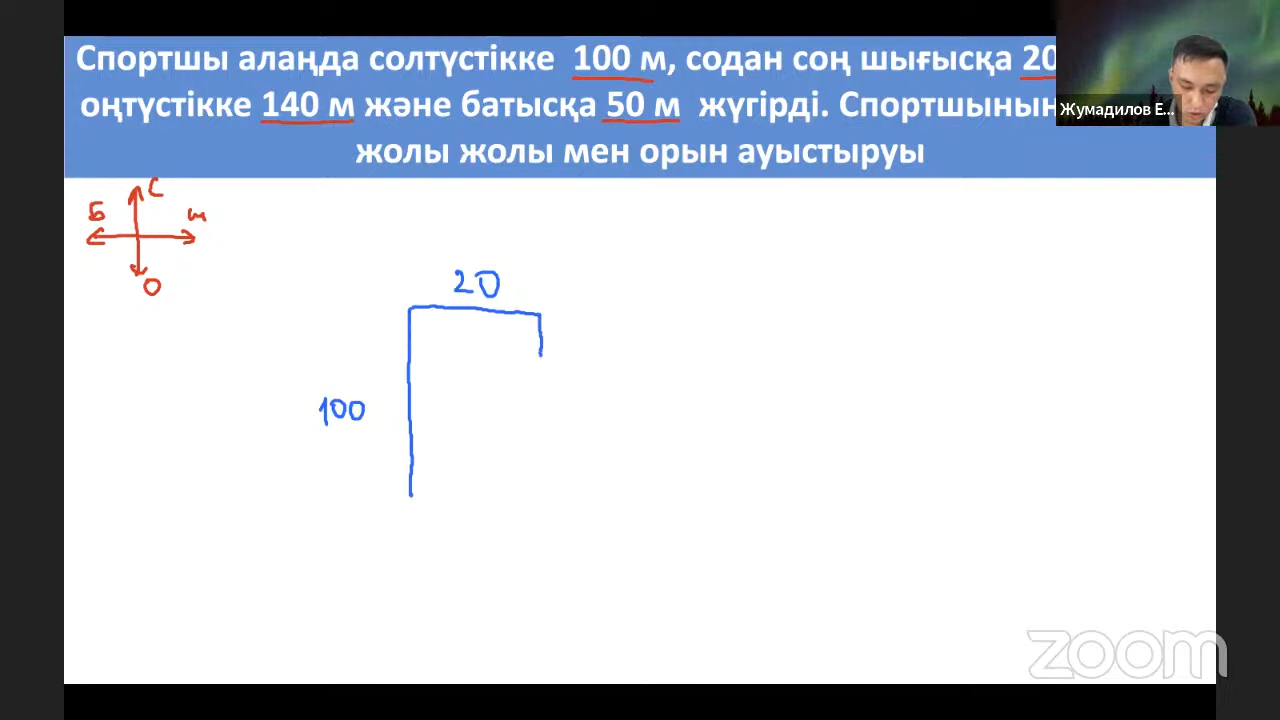 Спортшы алаңда солтүстікке 100 м, содан соң шығысқа 20
оңтүстікке 140 м және батысқа 50 м жүгірді. Спортшының
жолы жолы мен орын ауыстыруы
Жумадилов Е...
С
Б ш
О
20
100
zoom